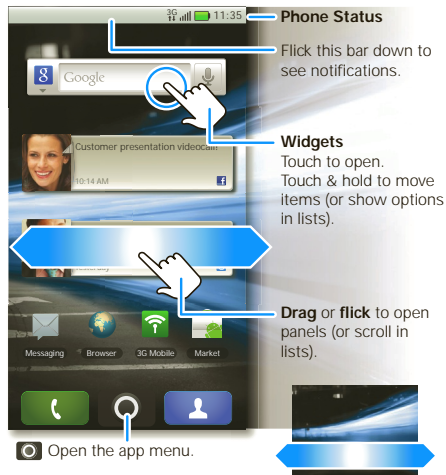 3G 11:35
Phone Status
Flick this bar down to
see notifications.
8 Google
Widgets
Touch to open.
Touch & hold to move
items (or show options
in lists).
Customer presentation videocall
10:14 AM
Drag or flick to open
panels (or scroll in
lists).
Messaging Browser 3G Mobile Market
Open the app menu.